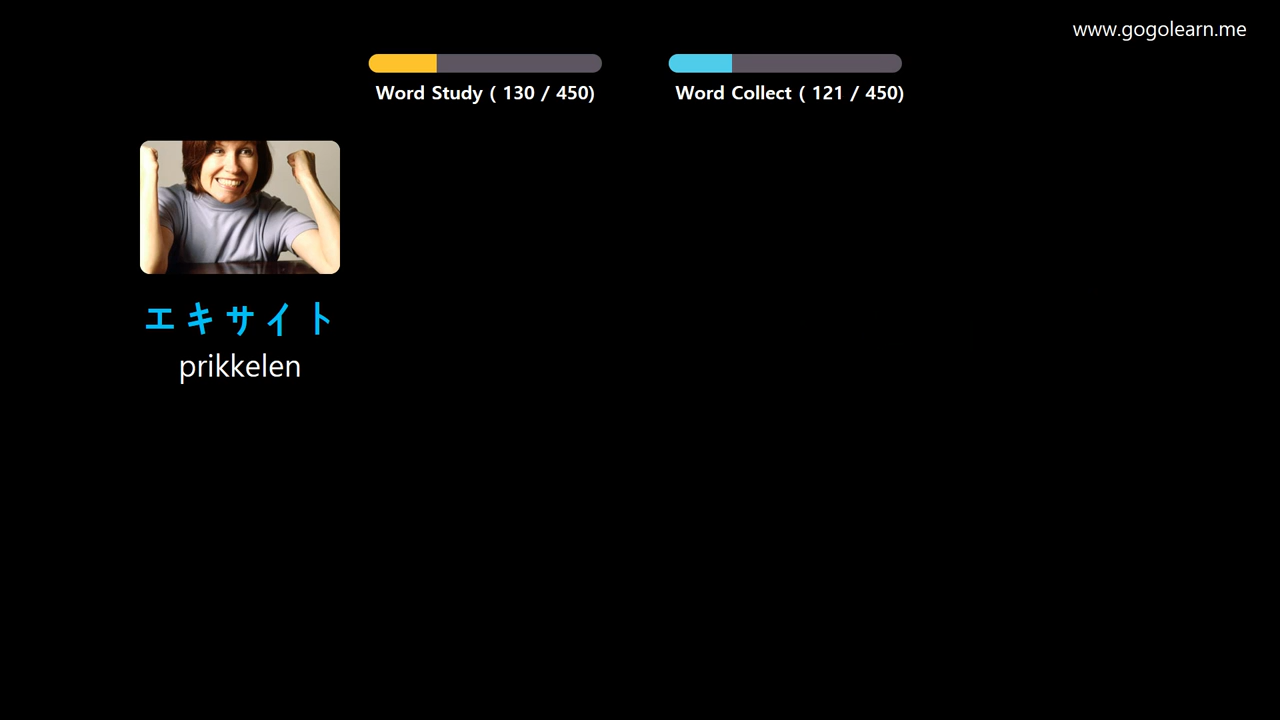 www.gogolearn.me
Word Study ( 130 / 450)
Word Collect ( 121 / 450)
エキサイト
prikkelen